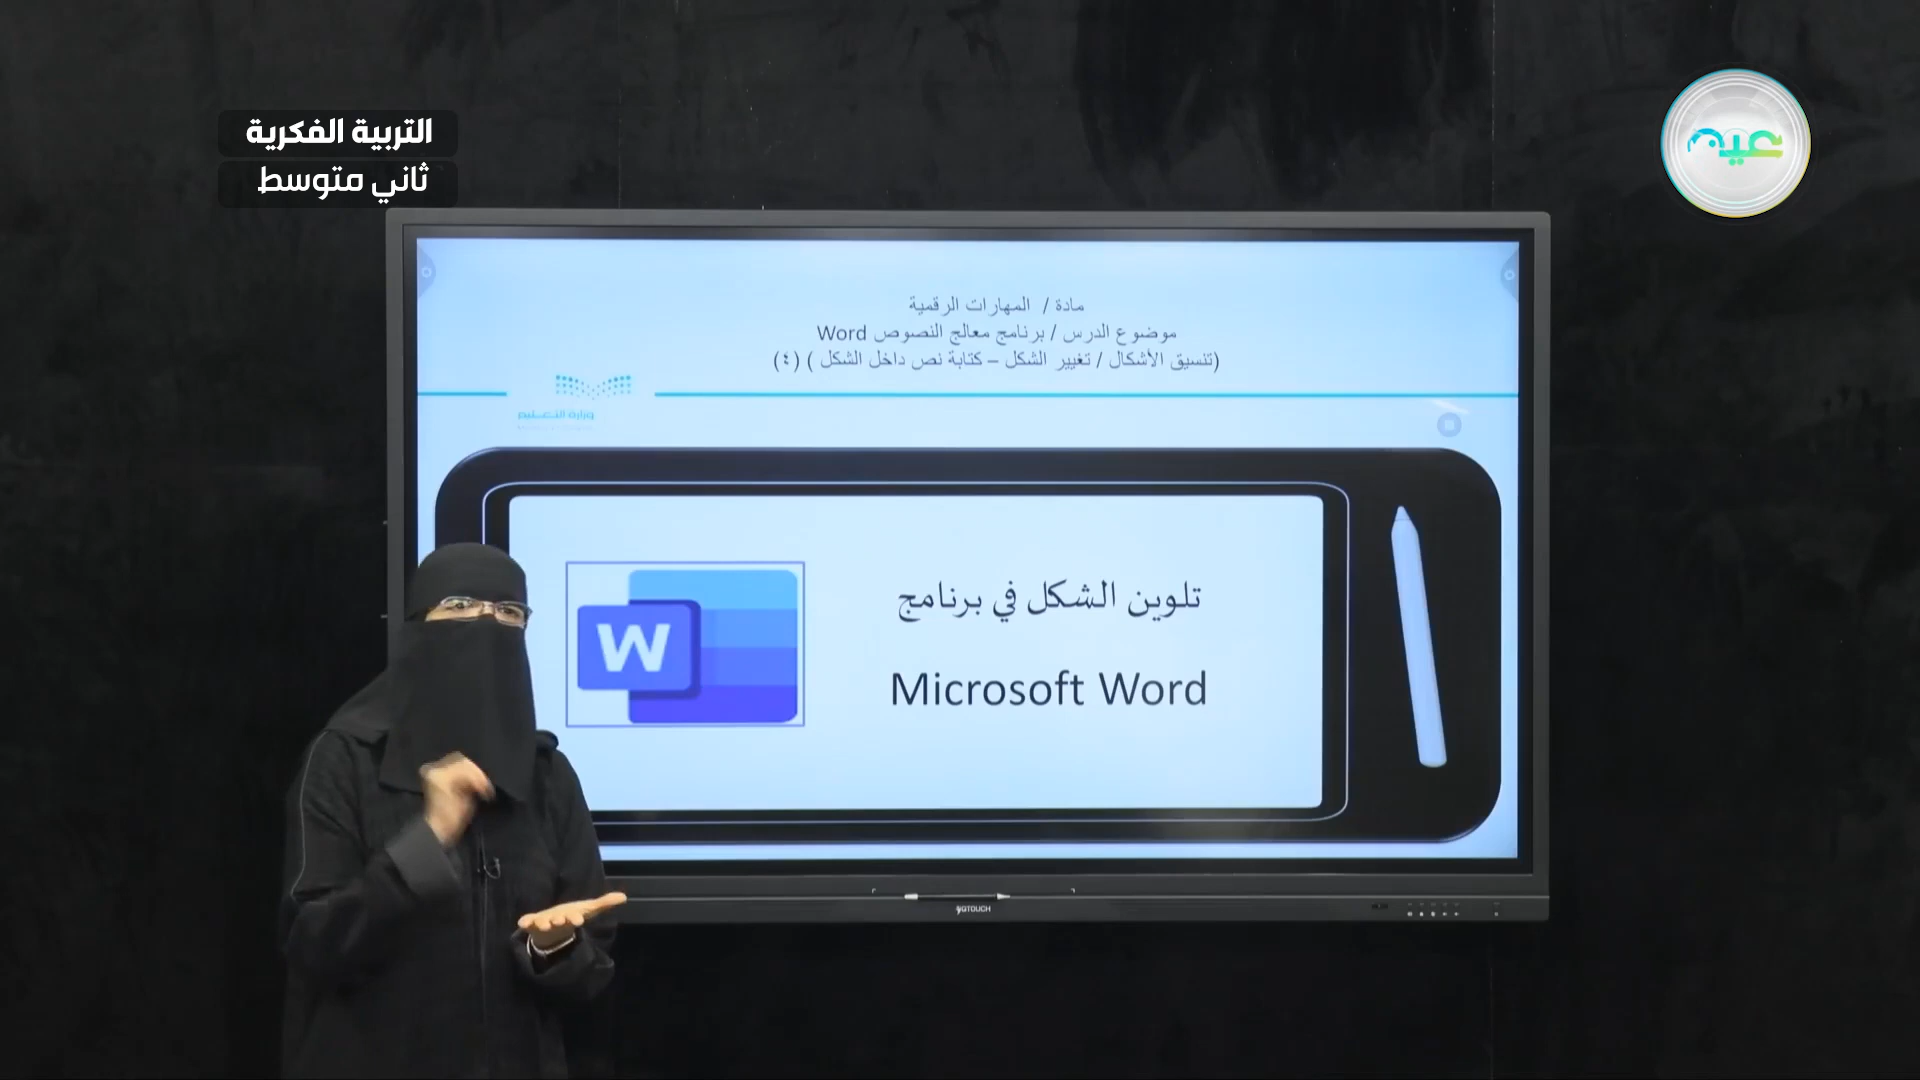 التربية الفكرية
ثاني متوسط
عين
مادة / المهارات الرقمية
موضوع الدرس / برنامج معالج النصوص Word
(تنسيق الأشكال / تغيير الشكل – كتابة نص داخل الشكل ) (٤)
وزارة التعليم
تلوين الشكل في برنامج
Microsoft Word
W
QTOUCH